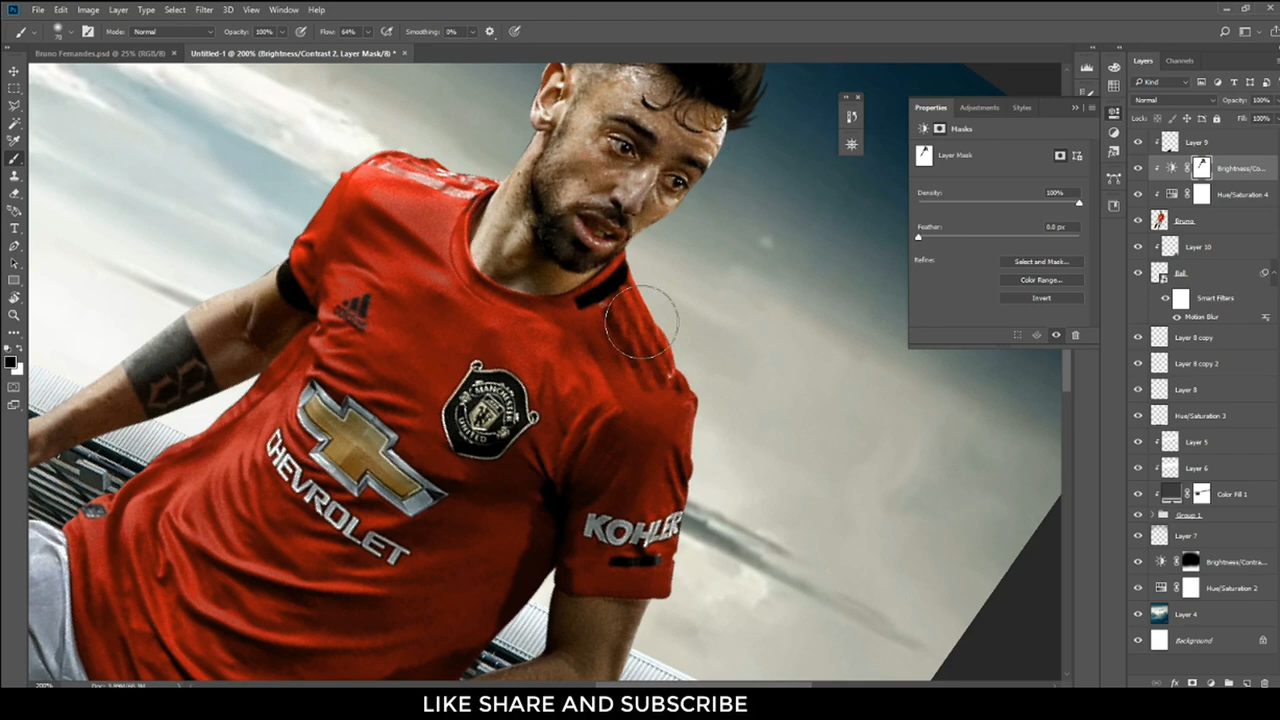 Ps File Edit Image Layer Type Select Filter 3D View Window Help
Mode: Normal Opacity: 100% Flow: 64% Smoothing: 0%
Bruno Fernandes.psd @ 25% (RGB/8) × Untitled-1 @ 200% (Brightness/Contrast 2, Layer Mask/8) * ×
Layers Channels
Kind
Normal Opacity: 100%
Lock: Fill: 100%
Properties Adjustments Styles
Masks
Layer Mask
Density: 100%
Feather: 0.0 px
Refine: Select and Mask...
Color Range...
Invert
Layer 9
Brightness/Co...
Hue/Saturation 4
Bruno
Layer 10
Ball
Smart Filters
Motion Blur
Layer 8 copy
Layer 8 copy 2
Layer 8
Hue/Saturation 3
Layer 5
Layer 6
Color Fill 1
Group 1
Layer 7
Brightness/Contra...
Hue/Saturation 2
Layer 4
Background
adidas
MANCHESTER
UNITED
CHEVROLET
KOHLER
200%
LIKE SHARE AND SUBSCRIBE